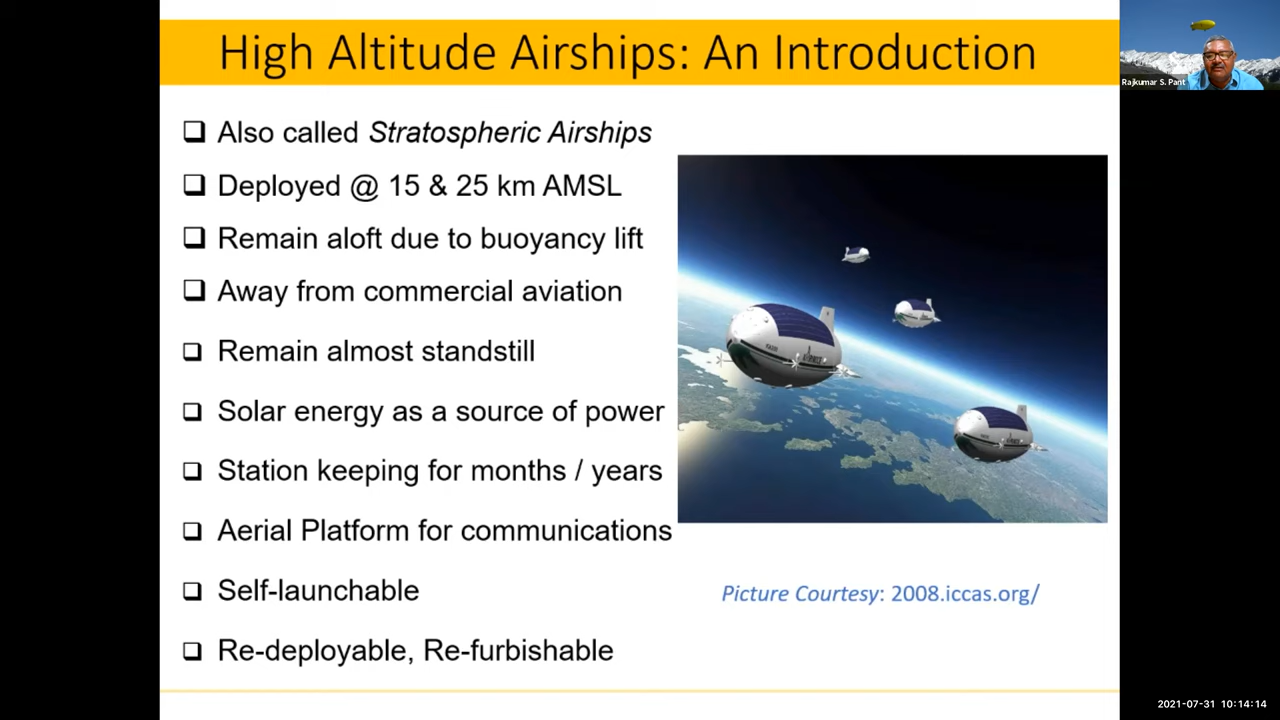 High Altitude Airships: An Introduction
Also called Stratospheric Airships
Deployed @ 15 & 25 km AMSL
Remain aloft due to buoyancy lift
Away from commercial aviation
Remain almost standstill
Solar energy as a source of power
Station keeping for months / years
Aerial Platform for communications
Self-launchable
Re-deployable, Re-furbishable
Picture Courtesy: 2008.iccas.org/
Rajkumar S. Pant
2021-07-31 10:14:14